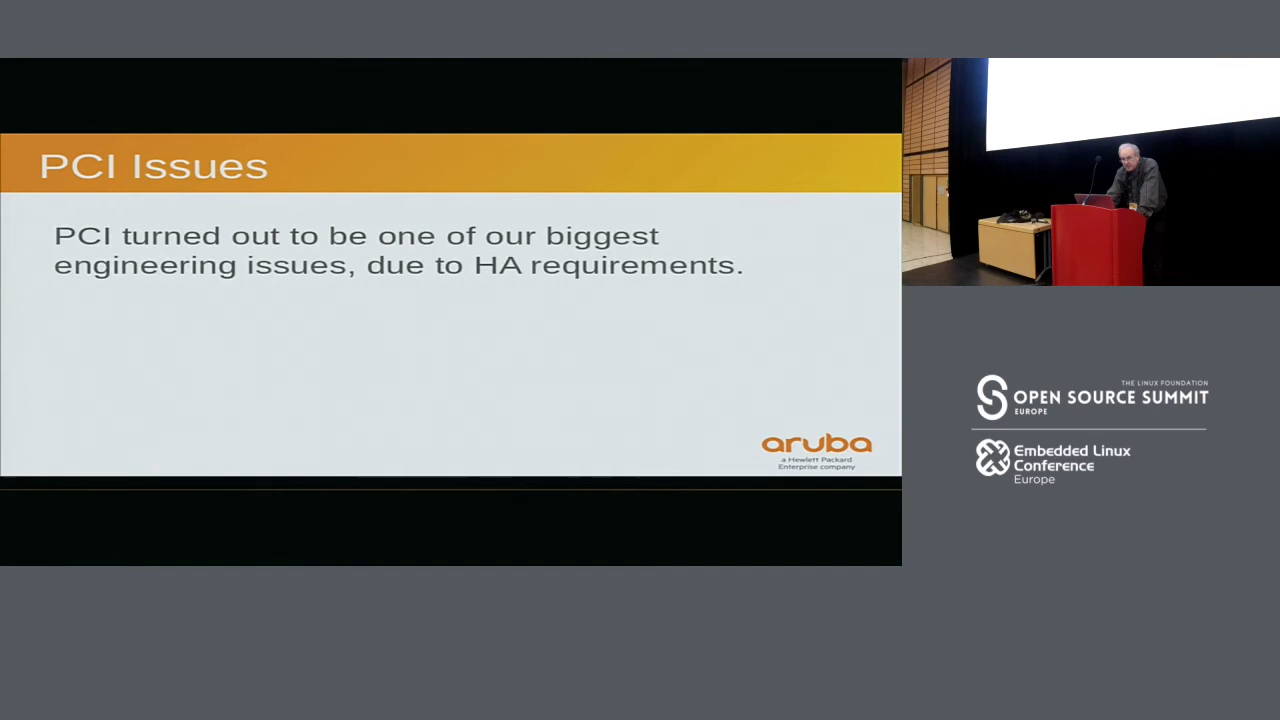 PCI Issues
PCI turned out to be one of our biggest
engineering issues, due to HA requirements.
aruba
a Hewlett Packard
Enterprise company
THE LINUX FOUNDATION
OPEN SOURCE SUMMIT
EUROPE
Embedded Linux
Conference
Europe